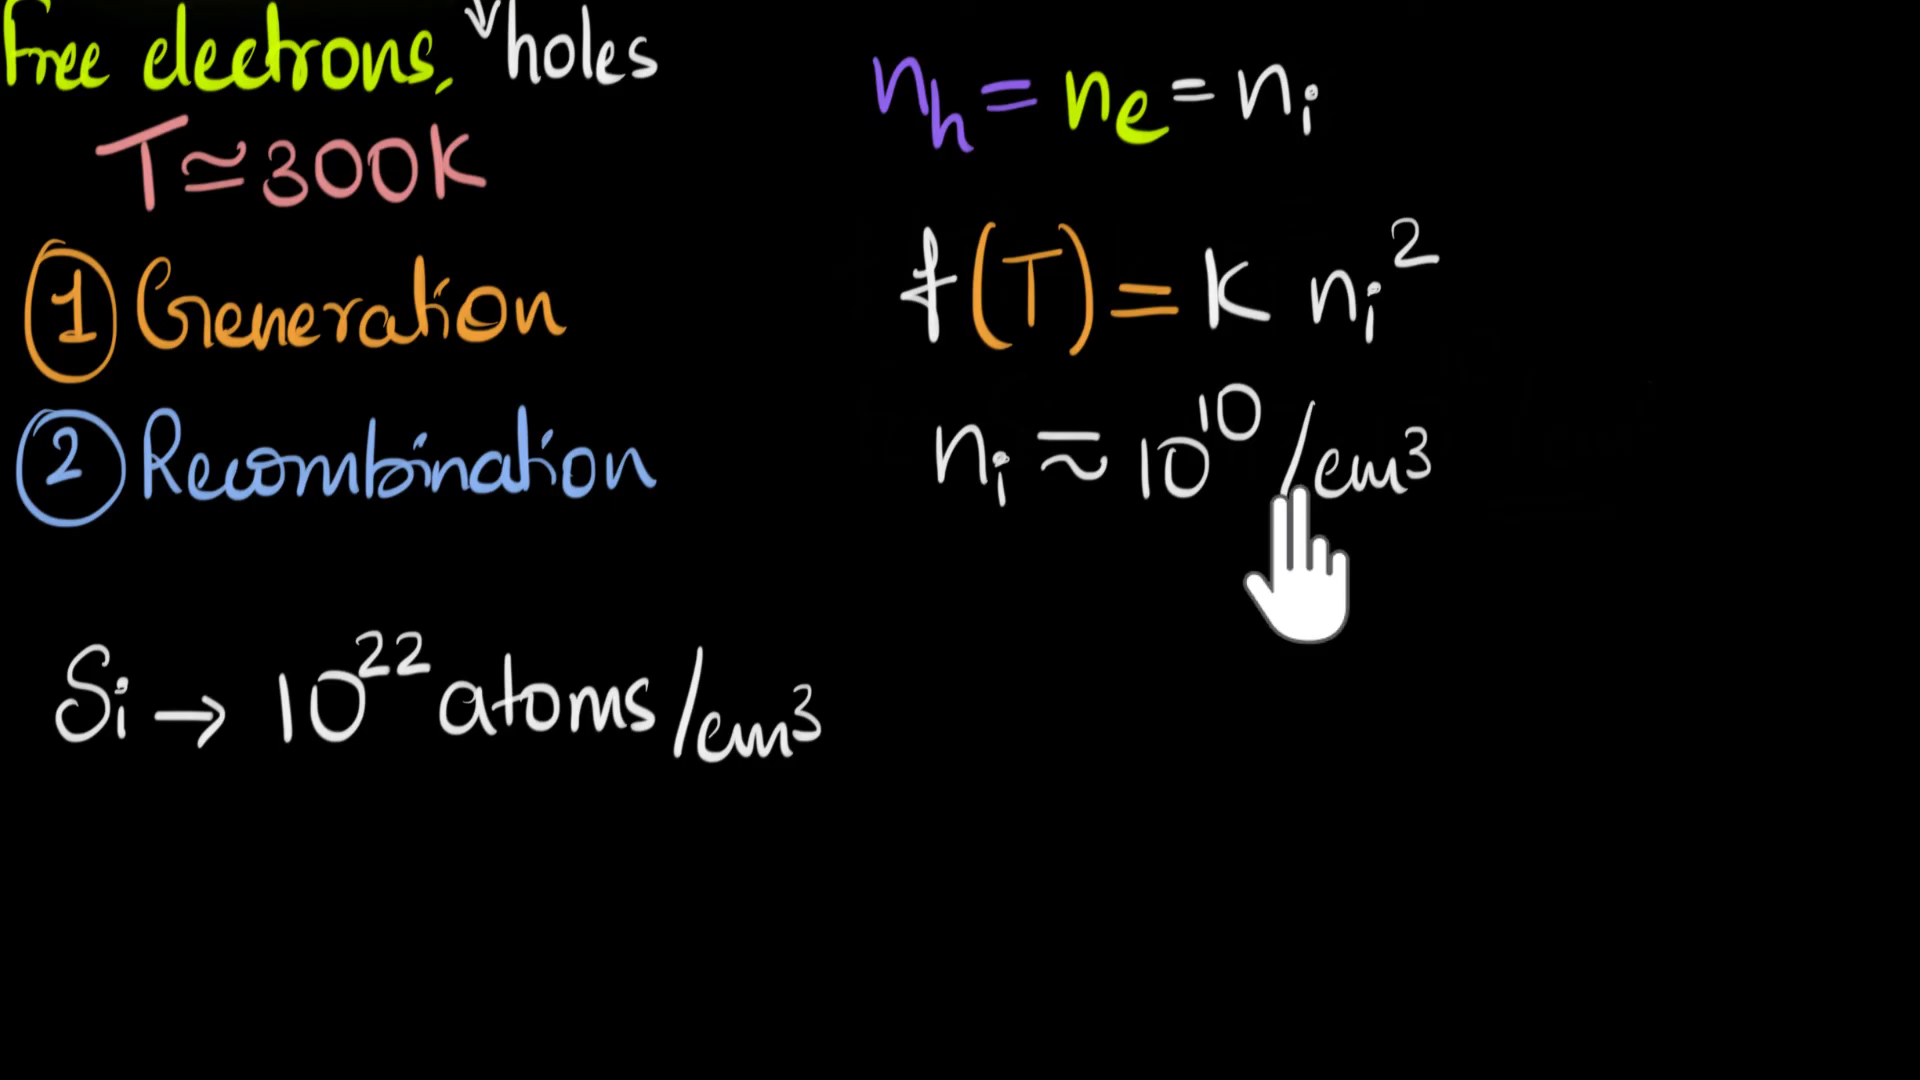 free electrons, holes
T ≃ 300K
① Generation
② Recombination
Si → 10²² atoms/cm³
nₕ = nₑ = nᵢ
f(T) = K nᵢ²
nᵢ ≈ 10¹⁰/cm³